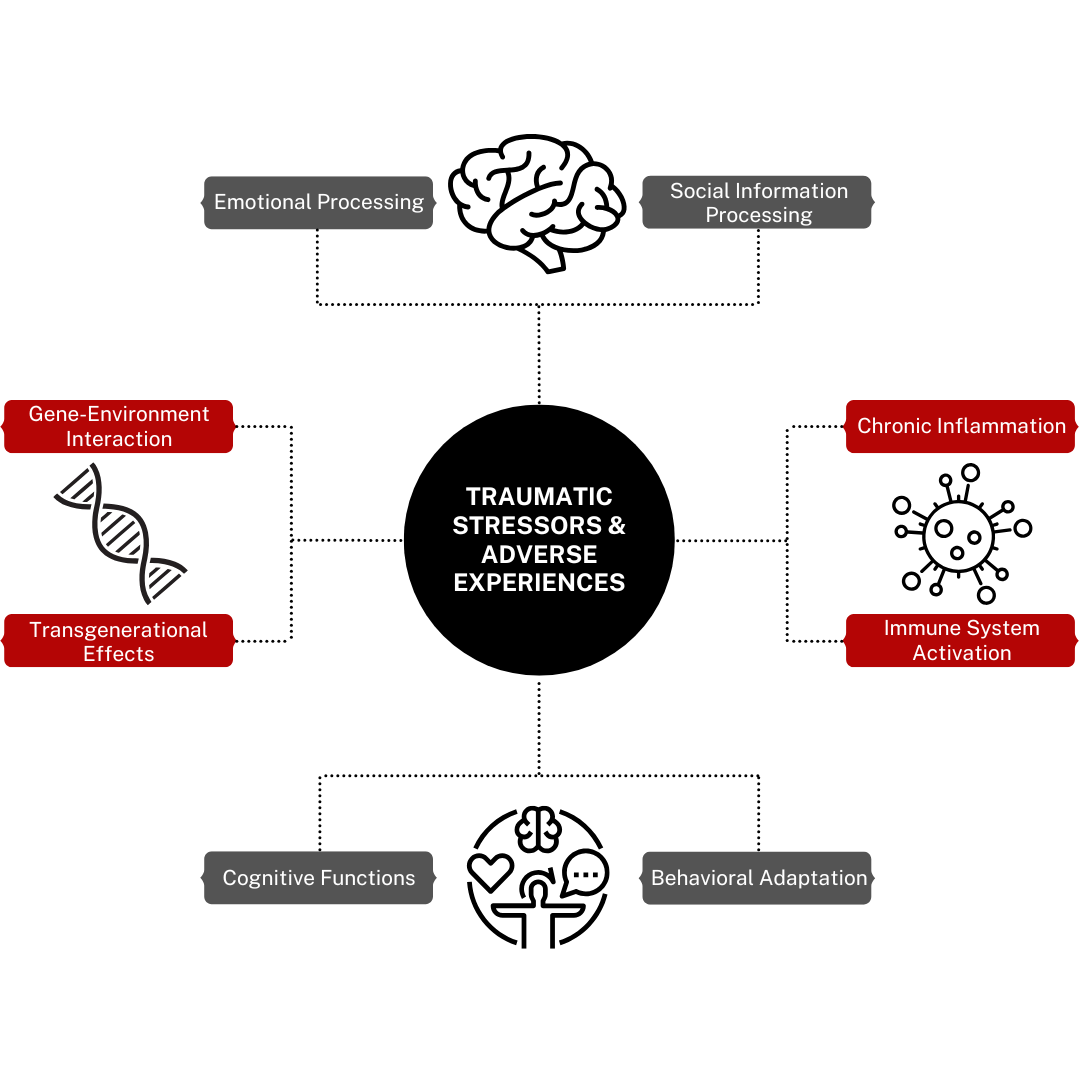 Emotional Processing
Social Information
Processing
Gene-Environment
Interaction
Chronic Inflammation
TRAUMATIC
STRESSORS &
ADVERSE
EXPERIENCES
Transgenerational
Effects
Immune System
Activation
Cognitive Functions
Behavioral Adaptation